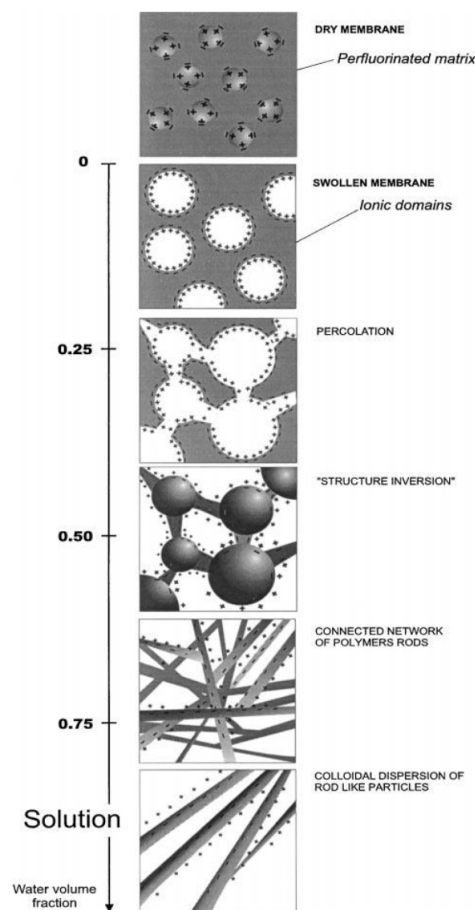 DRY MEMBRANE
Perfluorinated matrix
0
SWOLLEN MEMBRANE
Ionic domains
0.25
PERCOLATION
"STRUCTURE INVERSION"
0.50
CONNECTED NETWORK
OF POLYMERS RODS
0.75
COLLOIDAL DISPERSION OF
ROD LIKE PARTICLES
Solution
Water volume
fraction